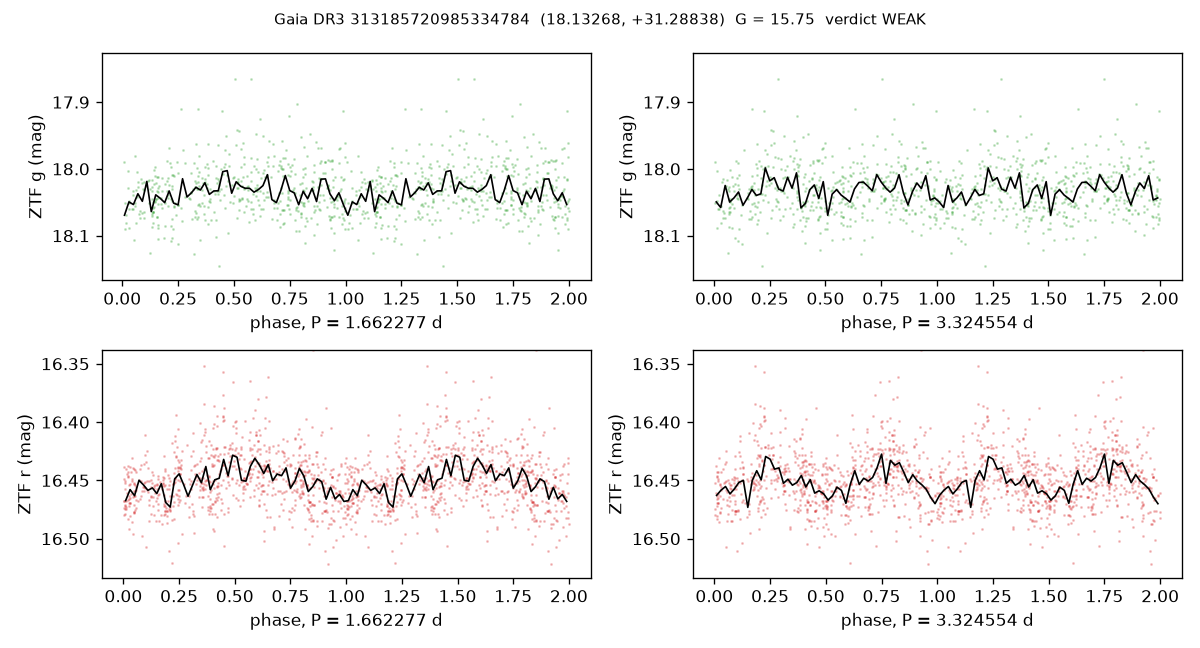 Gaia DR3 313185720985334784  (18.13268, +31.28838)  G = 15.75  verdict WEAK
ZTF g (mag)
17.9
18.0
18.1
0.00 0.25 0.50 0.75 1.00 1.25 1.50 1.75 2.00
phase, P = 1.662277 d
ZTF g (mag)
17.9
18.0
18.1
0.00 0.25 0.50 0.75 1.00 1.25 1.50 1.75 2.00
phase, P = 3.324554 d
ZTF r (mag)
16.35
16.40
16.45
16.50
0.00 0.25 0.50 0.75 1.00 1.25 1.50 1.75 2.00
phase, P = 1.662277 d
ZTF r (mag)
16.35
16.40
16.45
16.50
0.00 0.25 0.50 0.75 1.00 1.25 1.50 1.75 2.00
phase, P = 3.324554 d